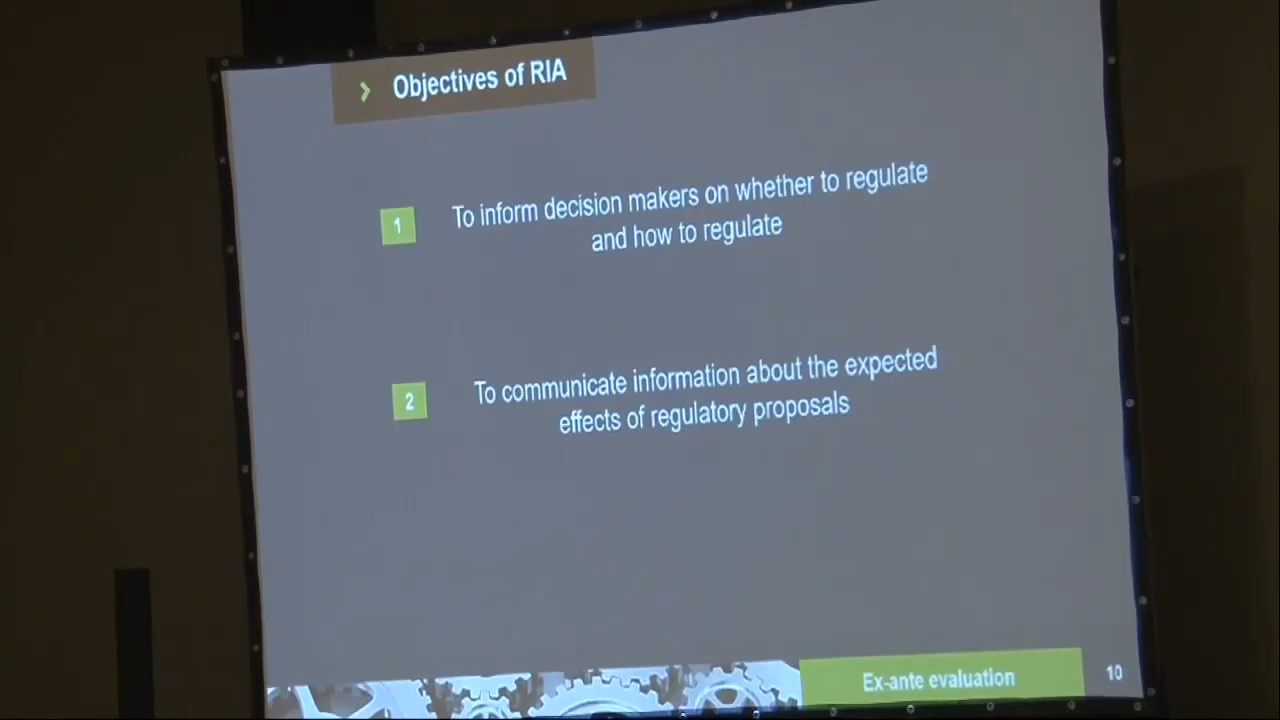 Objectives of RIA
1
To inform decision makers on whether to regulate
and how to regulate
2
To communicate information about the expected
effects of regulatory proposals
Ex-ante evaluation
10